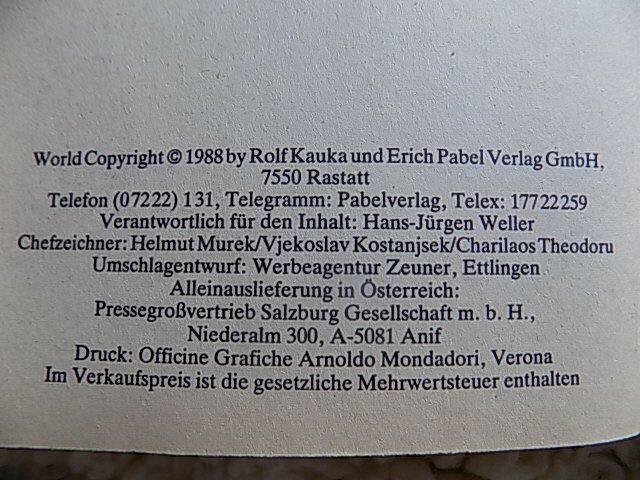 World Copyright © 1988 by Rolf Kauka und Erich Pabel Verlag GmbH,
7550 Rastatt
Telefon (07222) 131, Telegramm: Pabelverlag, Telex: 17722259
Verantwortlich für den Inhalt: Hans-Jürgen Weller
Chefzeichner: Helmut Murek/Vjekoslav Kostanjsek/Charilaos Theodoru
Umschlagentwurf: Werbeagentur Zeuner, Ettlingen
Alleinauslieferung in Österreich:
Pressegroßvertrieb Salzburg Gesellschaft m. b. H.,
Niederalm 300, A-5081 Anif
Druck: Officine Grafiche Arnoldo Mondadori, Verona
Im Verkaufspreis ist die gesetzliche Mehrwertsteuer enthalten